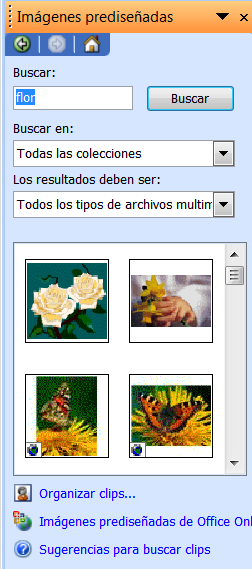 Imágenes prediseñadas
Buscar:
flor
Buscar
Buscar en:
Todas las colecciones
Los resultados deben ser:
Todos los tipos de archivos multim
Organizar clips...
Imágenes prediseñadas de Office Onl
Sugerencias para buscar clips